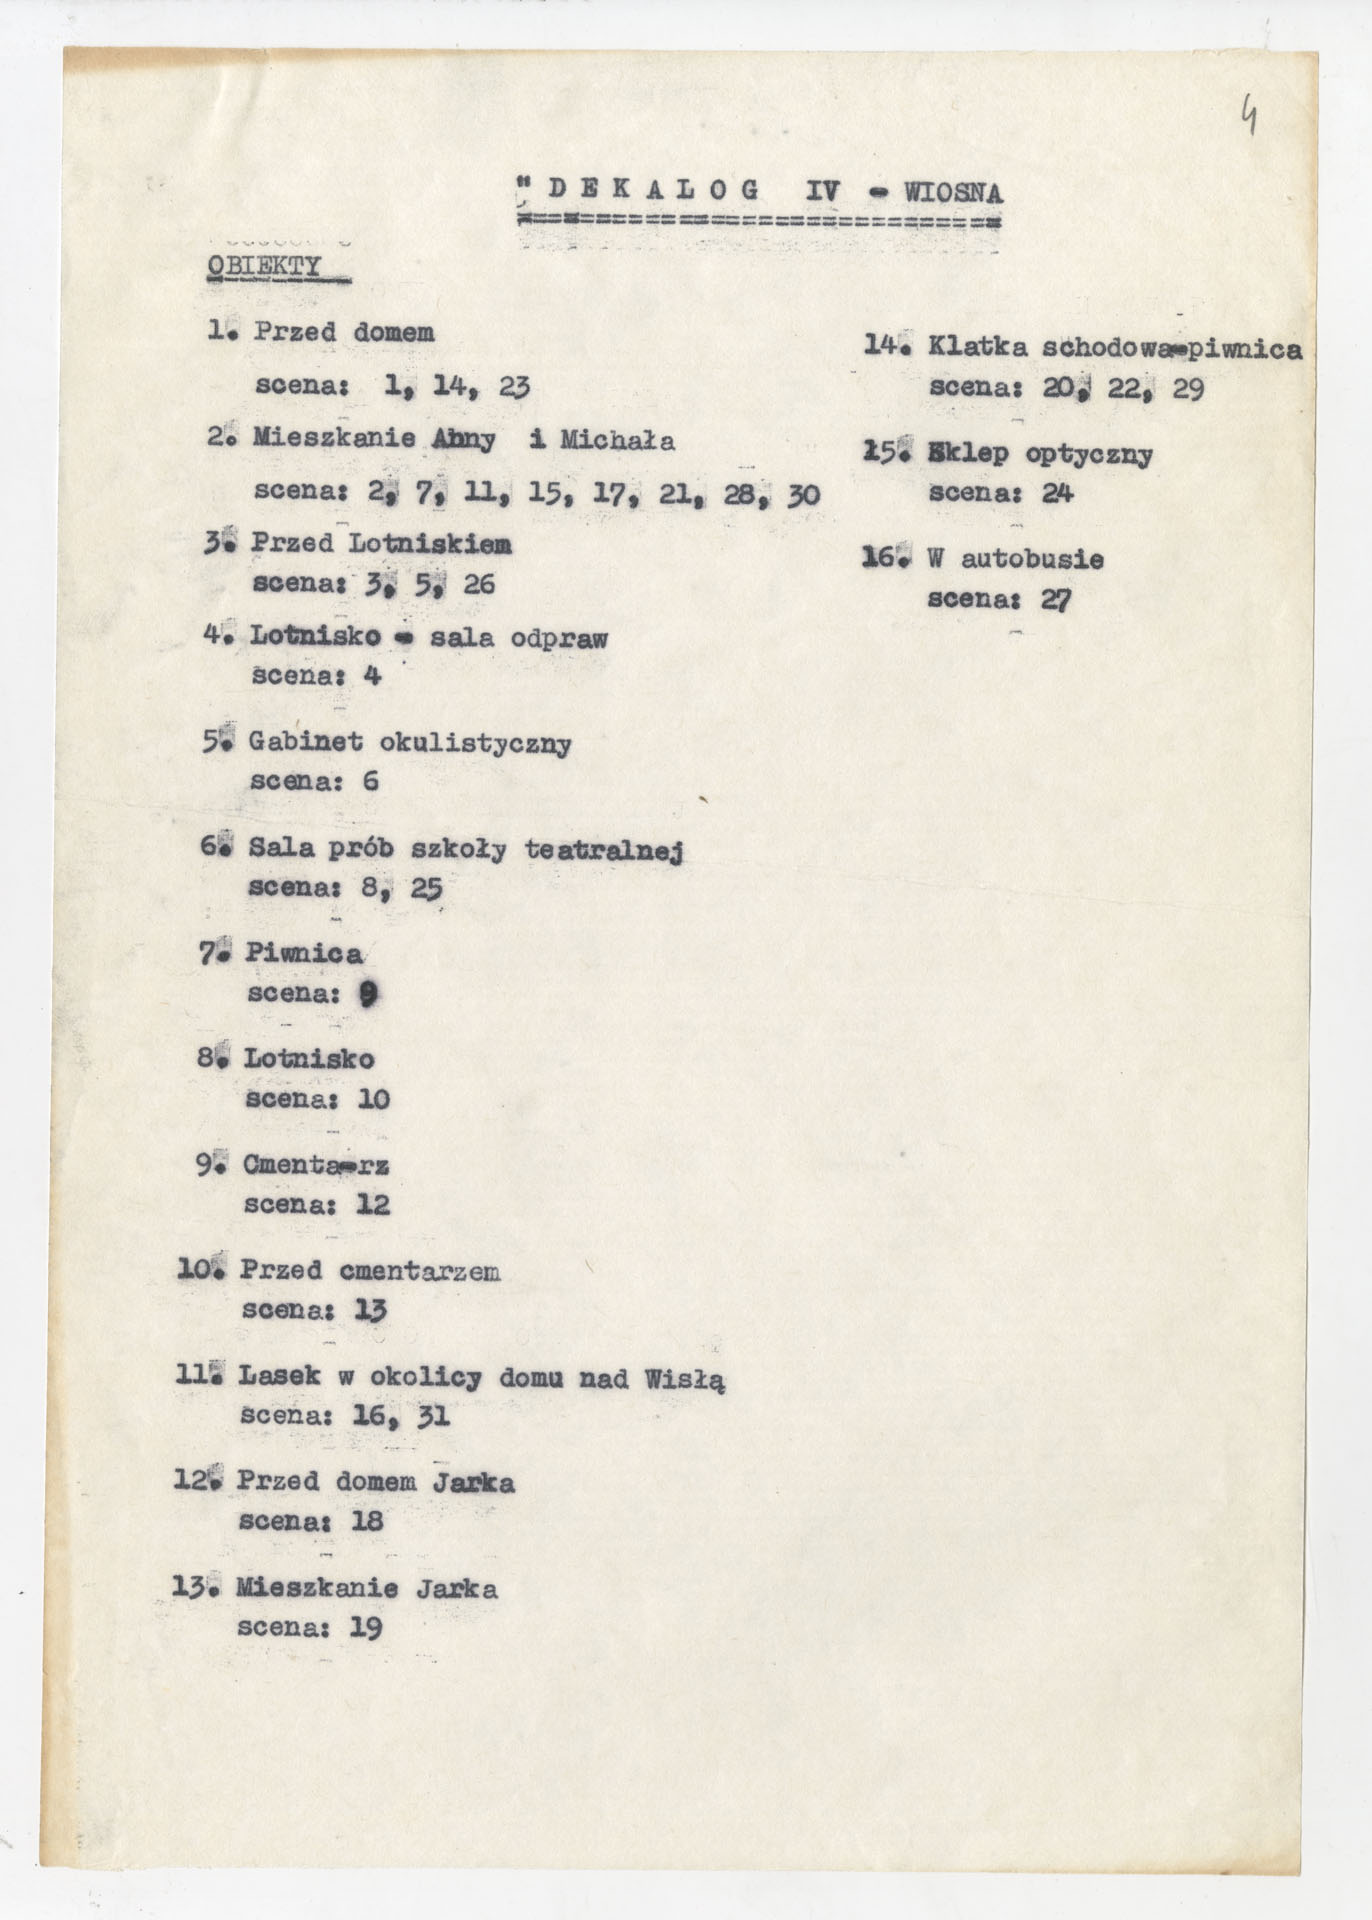 4
"DEKALOG IV - WIOSNA
==============================
OBIEKTY
1. Przed domem
scena: 1, 14, 23
2. Mieszkanie Anny i Michała
scena: 2, 7, 11, 15, 17, 21, 28, 30
3. Przed Lotniskiem
scena: 3, 5, 26
4. Lotnisko - sala odpraw
scena: 4
5. Gabinet okulistyczny
scena: 6
6. Sala prób szkoły teatralnej
scena: 8, 25
7. Piwnica
scena: 9
8. Lotnisko
scena: 10
9. Cmenta-rz
scena: 12
10. Przed cmentarzem
scena: 13
11. Lasek w okolicy domu nad Wisłą
scena: 16, 31
12. Przed domem Jarka
scena: 18
13. Mieszkanie Jarka
scena: 19
14. Klatka schodowa-piwnica
scena: 20, 22, 29
15. Sklep optyczny
scena: 24
16. W autobusie
scena: 27